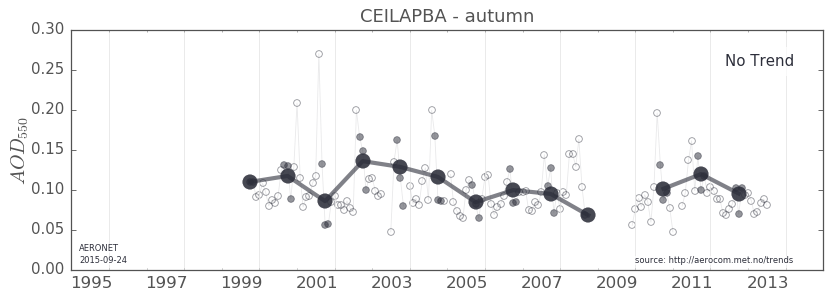 CEILAPBA - autumn
0.30
0.25
0.20
0.15
0.10
0.05
0.00
AOD550
No Trend
AERONET
2015-09-24
source: http://aerocom.met.no/trends
1995 1997 1999 2001 2003 2005 2007 2009 2011 2013